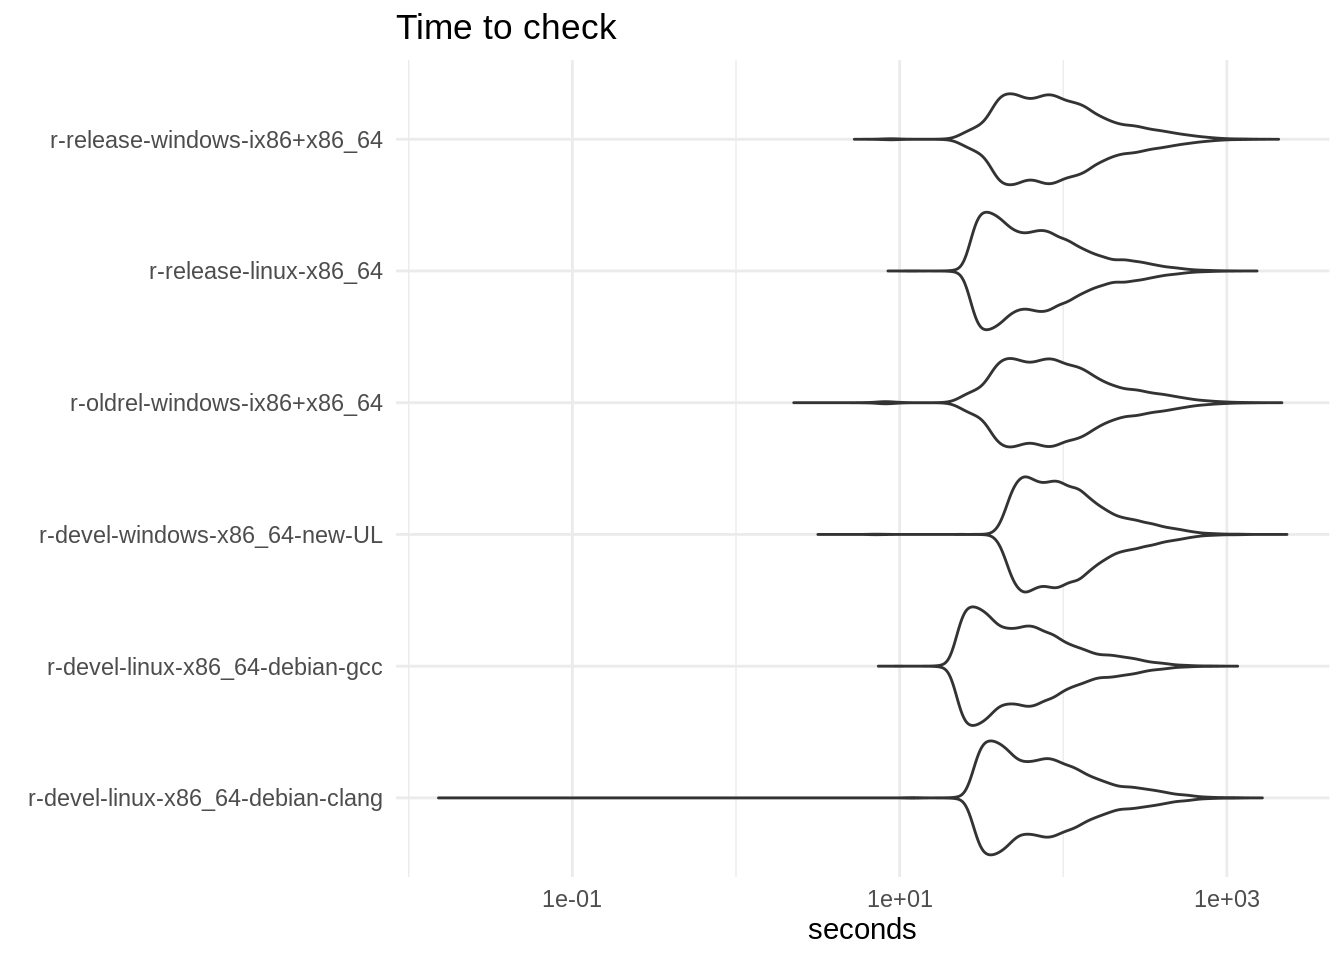 Time to check
r-release-windows-ix86+x86_64
r-release-linux-x86_64
r-oldrel-windows-ix86+x86_64
r-devel-windows-x86_64-new-UL
r-devel-linux-x86_64-debian-gcc
r-devel-linux-x86_64-debian-clang
1e-01 1e+01 1e+03
seconds